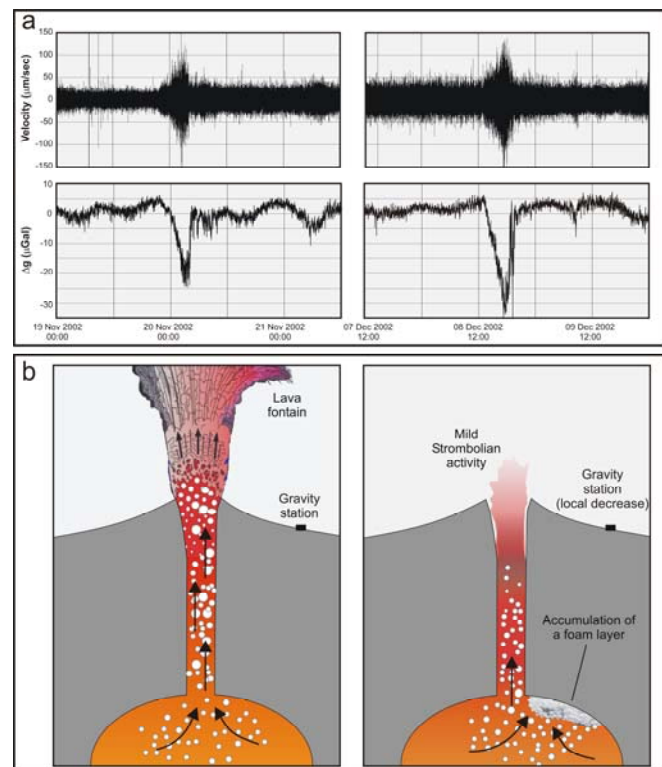 a
150
100
50
0
-50
-100
-150
Velocity (μm/sec)
10
0
-10
-20
-30
Δg (μGal)
19 Nov 2002
00:00
20 Nov 2002
00:00
21 Nov 2002
00:00
07 Dec 2002
12:00
08 Dec 2002
12:00
09 Dec 2002
12:00
b
Lava
fontain
Gravity
station
Mild
Strombolian
activity
Gravity
station
(local decrease)
Accumulation of
a foam layer